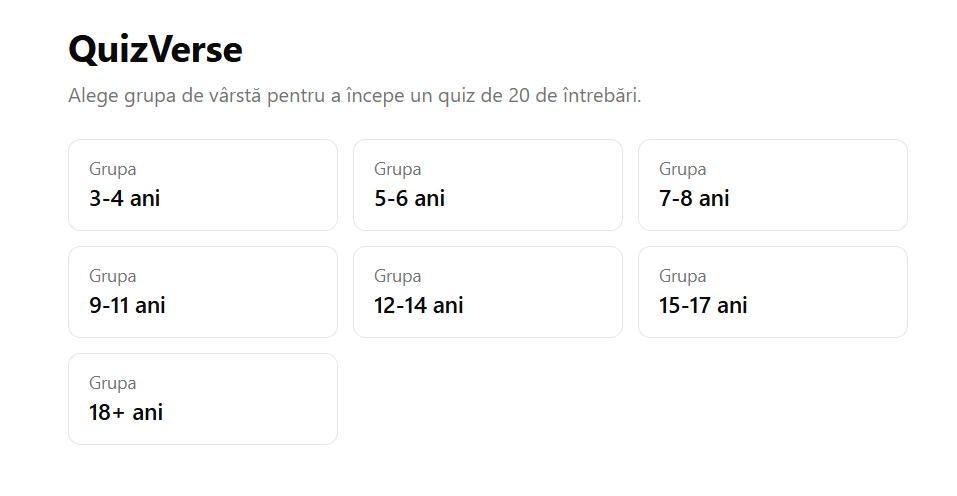 QuizVerse
Alege grupa de vârstă pentru a începe un quiz de 20 de întrebări.
Grupa
3-4 ani
Grupa
5-6 ani
Grupa
7-8 ani
Grupa
9-11 ani
Grupa
12-14 ani
Grupa
15-17 ani
Grupa
18+ ani